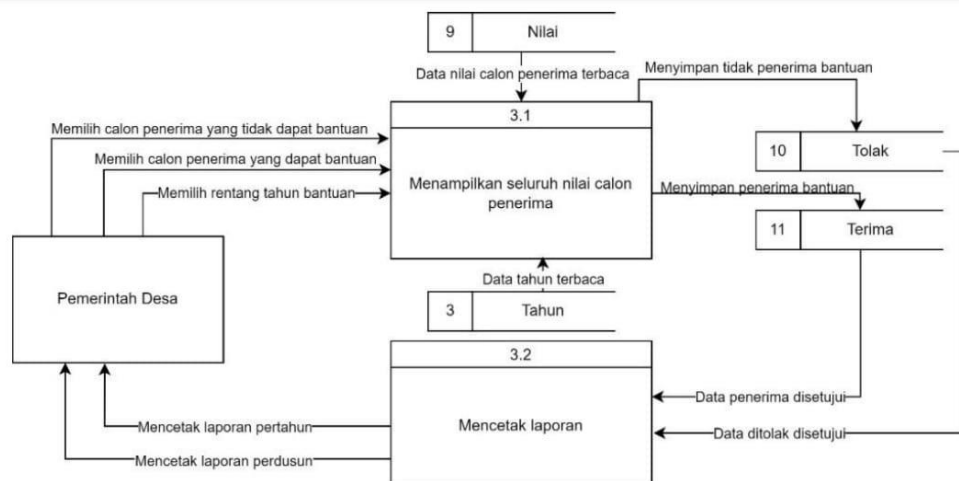 9 Nilai
Data nilai calon penerima terbaca
Menyimpan tidak penerima bantuan
3.1
Memilih calon penerima yang tidak dapat bantuan
10 Tolak
Memilih calon penerima yang dapat bantuan
Menampilkan seluruh nilai calon
penerima
Memilih rentang tahun bantuan
Menyimpan penerima bantuan
11 Terima
Data tahun terbaca
Pemerintah Desa
3 Tahun
3.2
Data penerima disetujui
Mencetak laporan pertahun
Mencetak laporan
Data ditolak disetujui
Mencetak laporan perdusun